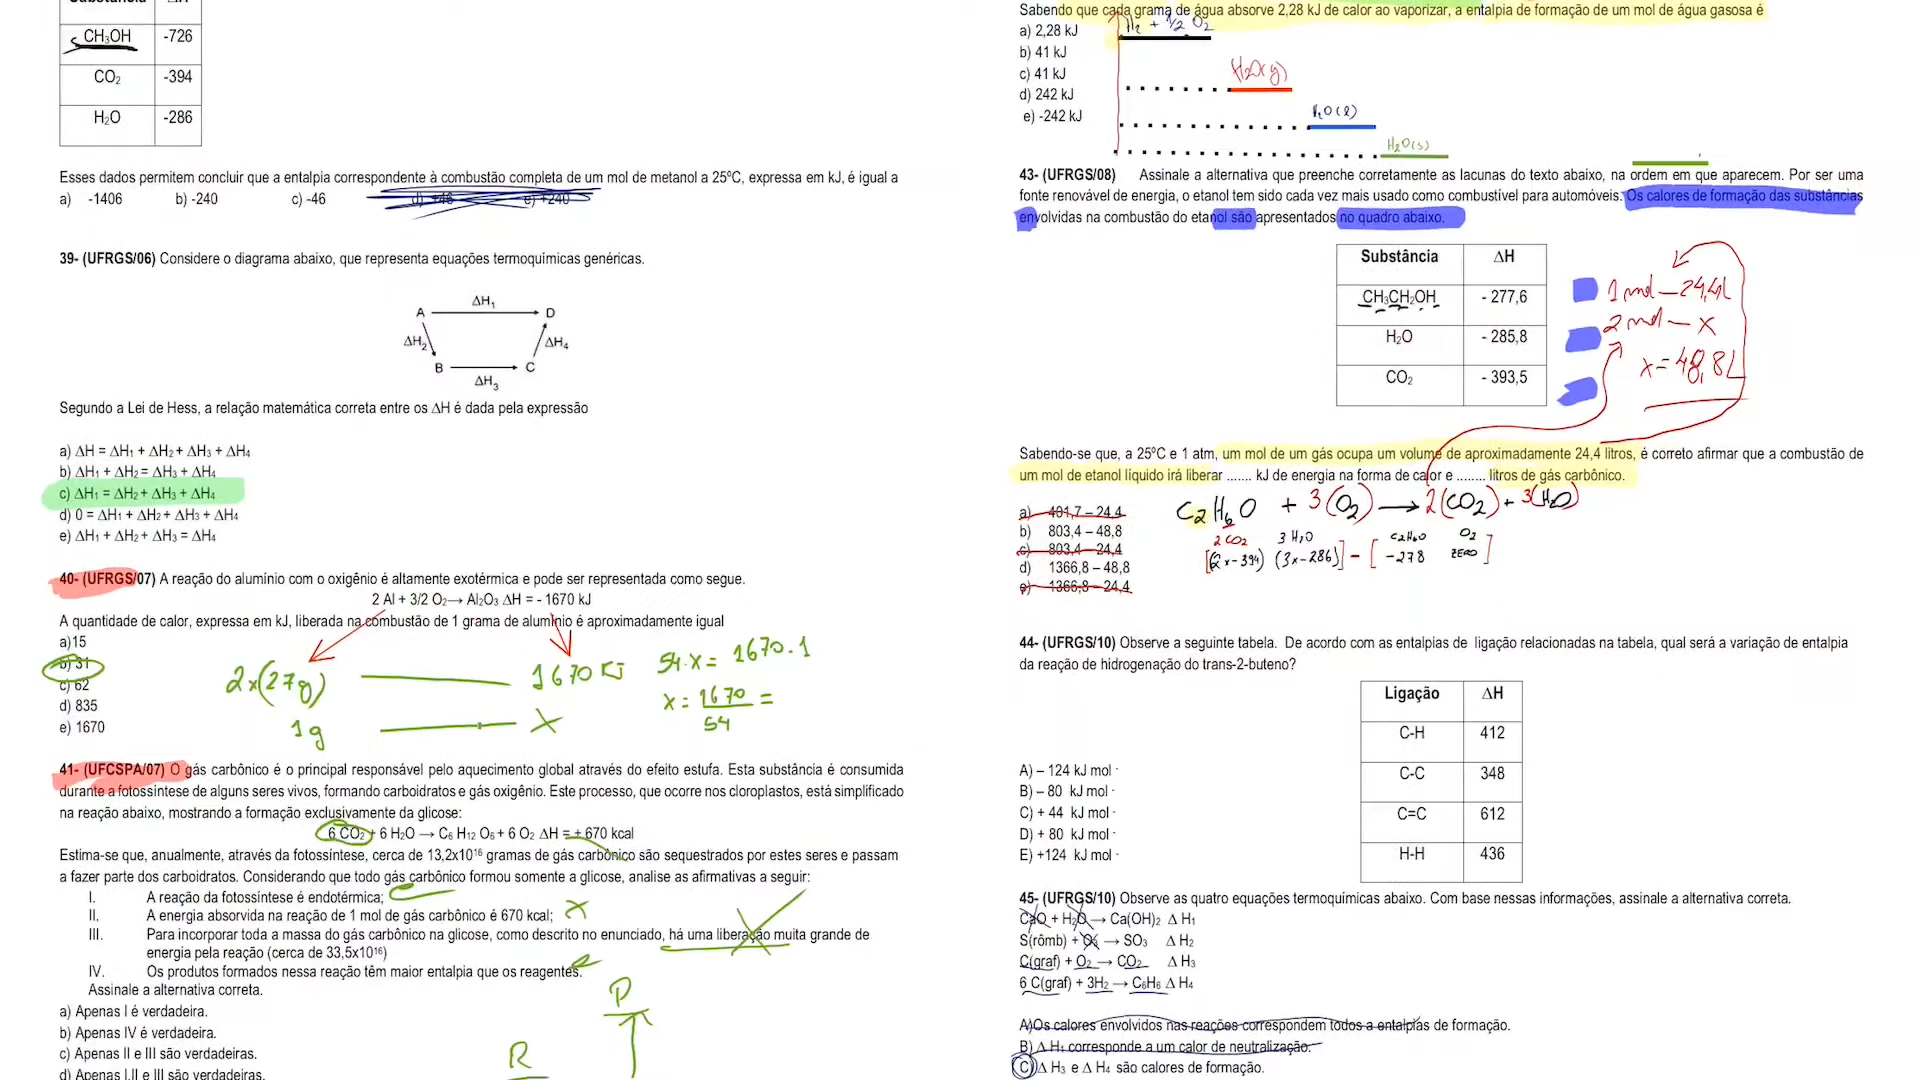 Substância ΔH
CH₃OH -726
CO₂ -394
H₂O -286
Esses dados permitem concluir que a entalpia correspondente à combustão completa de um mol de metanol a 25ºC, expressa em kJ, é igual a
a) -1406 b) -240 c) -46 d) +46 e) +240
39- (UFRGS/06) Considere o diagrama abaixo, que representa equações termoquímicas genéricas.
ΔH₁
A D
ΔH₂ ΔH₄
B C
ΔH₃
Segundo a Lei de Hess, a relação matemática correta entre os ΔH é dada pela expressão
a) ΔH = ΔH₁ + ΔH₂ + ΔH₃ + ΔH₄
b) ΔH₁ + ΔH₂ = ΔH₃ + ΔH₄
c) ΔH₁ = ΔH₂ + ΔH₃ + ΔH₄
d) 0 = ΔH₁ + ΔH₂ + ΔH₃ + ΔH₄
e) ΔH₁ + ΔH₂ + ΔH₃ = ΔH₄
40- (UFRGS/07) A reação do alumínio com o oxigênio é altamente exotérmica e pode ser representada como segue.
2 Al + 3/2 O₂→ Al₂O₃ ΔH = - 1670 kJ
A quantidade de calor, expressa em kJ, liberada na combustão de 1 grama de alumínio é aproximadamente igual
a)15
b) 31
c) 62
d) 835
e) 1670
2x(27g) 1670 KJ
1g X
54.x = 1670.1
x = 1670 =
54
41- (UFCSPA/07) O gás carbônico é o principal responsável pelo aquecimento global através do efeito estufa. Esta substância é consumida
durante a fotossíntese de alguns seres vivos, formando carboidratos e gás oxigênio. Este processo, que ocorre nos cloroplastos, está simplificado
na reação abaixo, mostrando a formação exclusivamente da glicose:
6 CO₂ + 6 H₂O → C₆ H₁₂ O₆ + 6 O₂ ΔH = + 670 kcal
Estima-se que, anualmente, através da fotossíntese, cerca de 13,2x10¹⁶ gramas de gás carbônico são sequestrados por estes seres e passam
a fazer parte dos carboidratos. Considerando que todo gás carbônico formou somente a glicose, analise as afirmativas a seguir:
I. A reação da fotossíntese é endotérmica;
II. A energia absorvida na reação de 1 mol de gás carbônico é 670 kcal;
III. Para incorporar toda a massa do gás carbônico na glicose, como descrito no enunciado, há uma liberação muita grande de
energia pela reação (cerca de 33,5x10¹⁶)
IV. Os produtos formados nessa reação têm maior entalpia que os reagentes.
Assinale a alternativa correta.
a) Apenas I é verdadeira.
b) Apenas IV é verdadeira.
c) Apenas II e III são verdadeiras.
d) Apenas I,II e III são verdadeiras.
P
R
Sabendo que cada grama de água absorve 2,28 kJ de calor ao vaporizar, a entalpia de formação de um mol de água gasosa é
a) 2,28 kJ
b) 41 kJ
c) 41 kJ
d) 242 kJ
e) -242 kJ
H₂ + 1/2 O₂
H₂O(g)
H₂O(l)
H₂O(s)
43- (UFRGS/08) Assinale a alternativa que preenche corretamente as lacunas do texto abaixo, na ordem em que aparecem. Por ser uma
fonte renovável de energia, o etanol tem sido cada vez mais usado como combustível para automóveis. Os calores de formação das substâncias
envolvidas na combustão do etanol são apresentados no quadro abaixo.
Substância ΔH
CH₃CH₂OH - 277,6
H₂O - 285,8
CO₂ - 393,5
1 mol — 24,4L
2 mol — x
x = 48,8L
Sabendo-se que, a 25ºC e 1 atm, um mol de um gás ocupa um volume de aproximadamente 24,4 litros, é correto afirmar que a combustão de
um mol de etanol líquido irá liberar ....... kJ de energia na forma de calor e ........ litros de gás carbônico.
a) 401,7 – 24,4
b) 803,4 – 48,8
c) 803,4 – 24,4
d) 1366,8 – 48,8
e) 1366,8 – 24,4
C₂H₆O + 3(O₂) → 2(CO₂) + 3(H₂O)
2CO₂ 3 H₂O C₂H₆O O₂
[(2x-394) (3x-286)] - [ -278 ZERO ]
44- (UFRGS/10) Observe a seguinte tabela. De acordo com as entalpias de ligação relacionadas na tabela, qual será a variação de entalpia
da reação de hidrogenação do trans-2-buteno?
Ligação ΔH
C-H 412
C-C 348
C=C 612
H-H 436
A) – 124 kJ mol -
B) – 80 kJ mol -
C) + 44 kJ mol -
D) + 80 kJ mol -
E) +124 kJ mol -
45- (UFRGS/10) Observe as quatro equações termoquímicas abaixo. Com base nessas informações, assinale a alternativa correta.
CaO + H₂O → Ca(OH)₂ Δ H₁
S(rômb) + O₃ → SO₃ Δ H₂
C(graf) + O₂ → CO₂ Δ H₃
6 C(graf) + 3H₂ → C₆H₆ Δ H₄
A)Os calores envolvidos nas reações correspondem todos a entalpias de formação.
B) Δ H₁ corresponde a um calor de neutralização.
C) Δ H₃ e Δ H₄ são calores de formação.